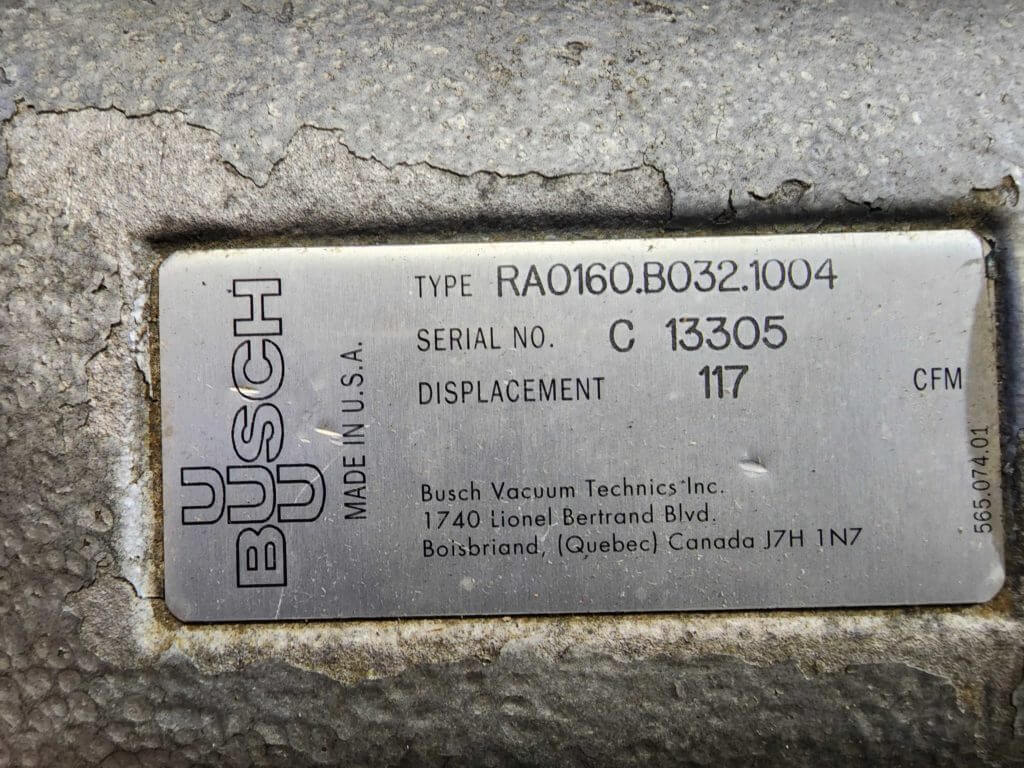 U
BUSCH
U
MADE IN U.S.A.
TYPE RA0160.B032.1004
SERIAL NO. C 13305
DISPLACEMENT 117 CFM
Busch Vacuum Technics Inc.
1740 Lionel Bertrand Blvd.
Boisbriand, (Quebec) Canada J7H 1N7
565.074.01